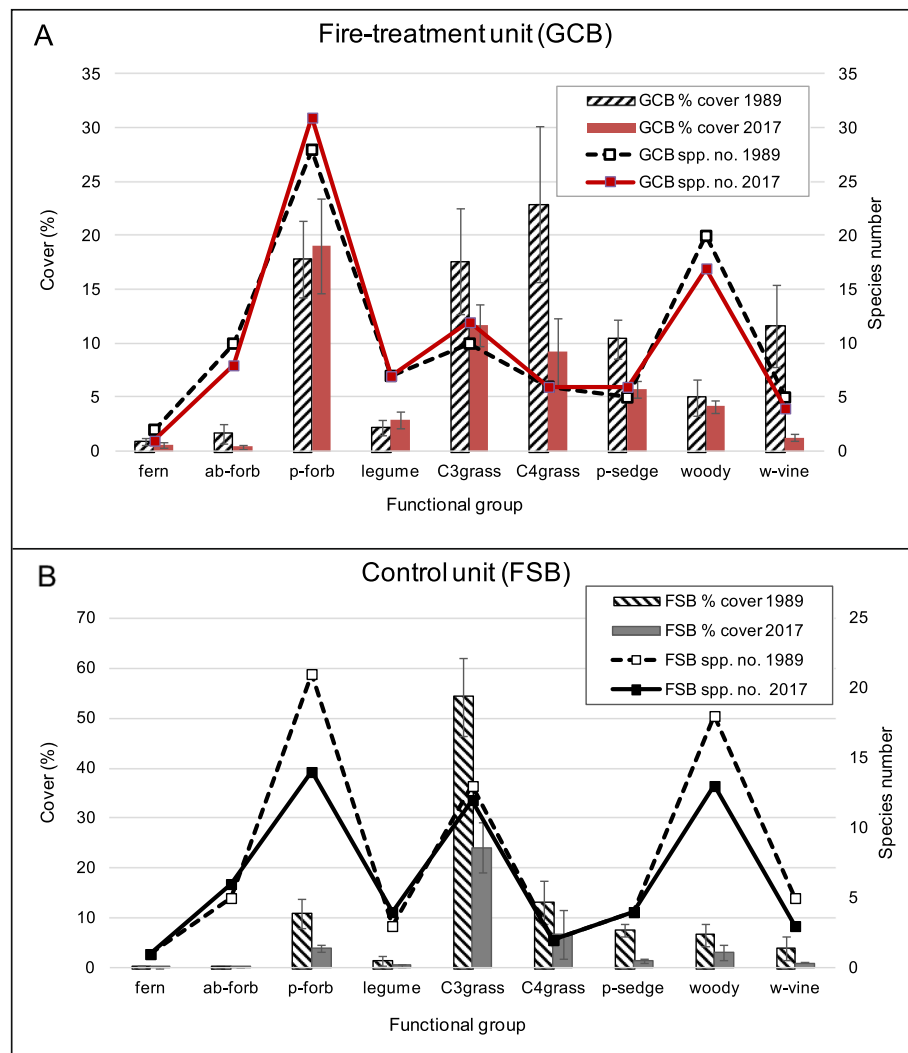 A
Fire-treatment unit (GCB)
GCB % cover 1989
GCB % cover 2017
GCB spp. no. 1989
GCB spp. no. 2017
35
30
25
20
15
10
5
0
Cover (%)
35
30
25
20
15
10
5
0
Species number
fern ab-forb p-forb legume C3grass C4grass p-sedge woody w-vine
Functional group
B
Control unit (FSB)
FSB % cover 1989
FSB % cover 2017
FSB spp. no. 1989
FSB spp. no. 2017
70
60
50
40
30
20
10
0
Cover (%)
25
20
15
10
5
0
Species number
fern ab-forb p-forb legume C3grass C4grass p-sedge woody w-vine
Functional group